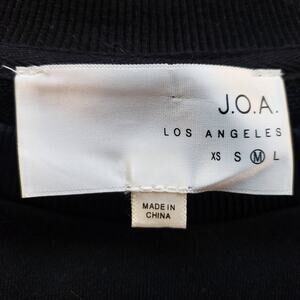 J.O.A.
LOS ANGELES
XS S M L
MADE IN
CHINA